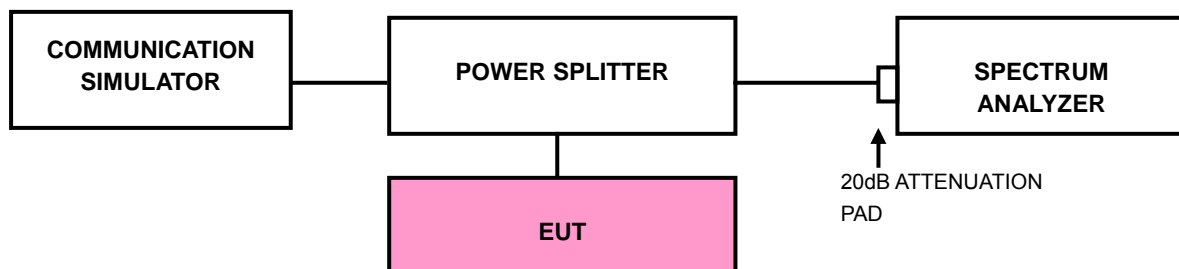 COMMUNICATION
SIMULATOR
POWER SPLITTER
SPECTRUM
ANALYZER
20dB ATTENUATION
PAD
EUT